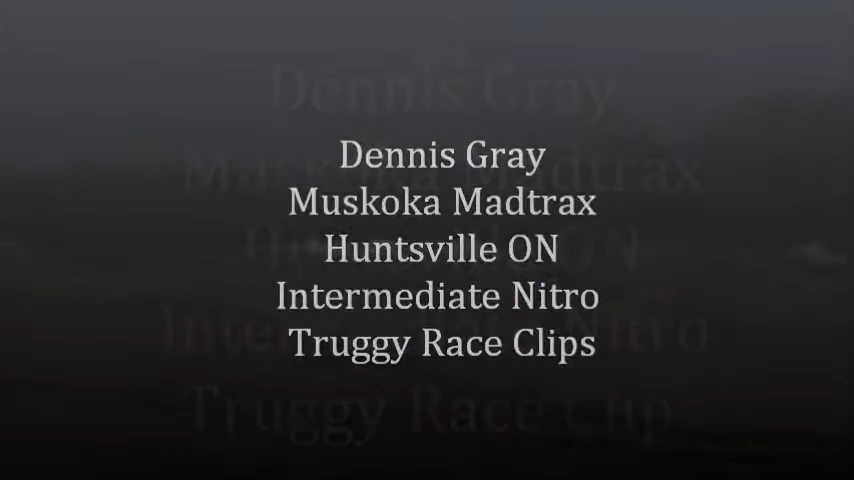 Dennis Gray
Muskoka Madtrax
Huntsville ON
Intermediate Nitro
Truggy Race Clips